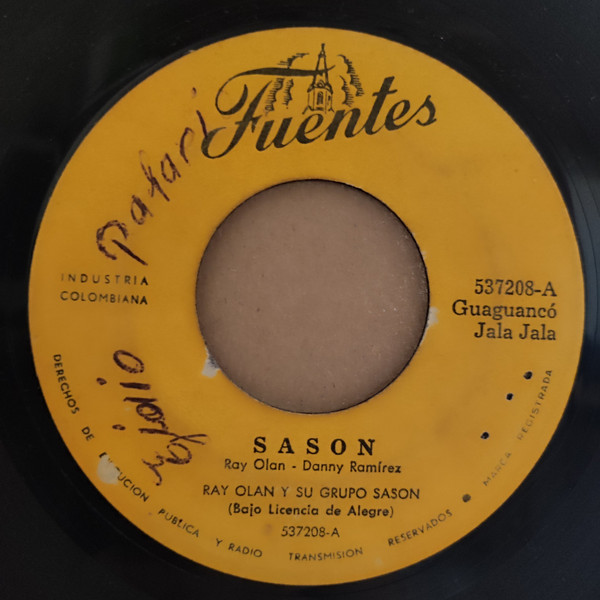 Fuentes
INDUSTRIA
COLOMBIANA
537208-A
Guaguancó
Jala Jala
SASON
Ray Olan - Danny Ramírez
RAY OLAN Y SU GRUPO SASON
(Bajo Licencia de Alegre)
537208-A
DERECHOS DE EJECUCION PUBLICA Y RADIO TRANSMISION RESERVADOS • MARCA REGISTRADA